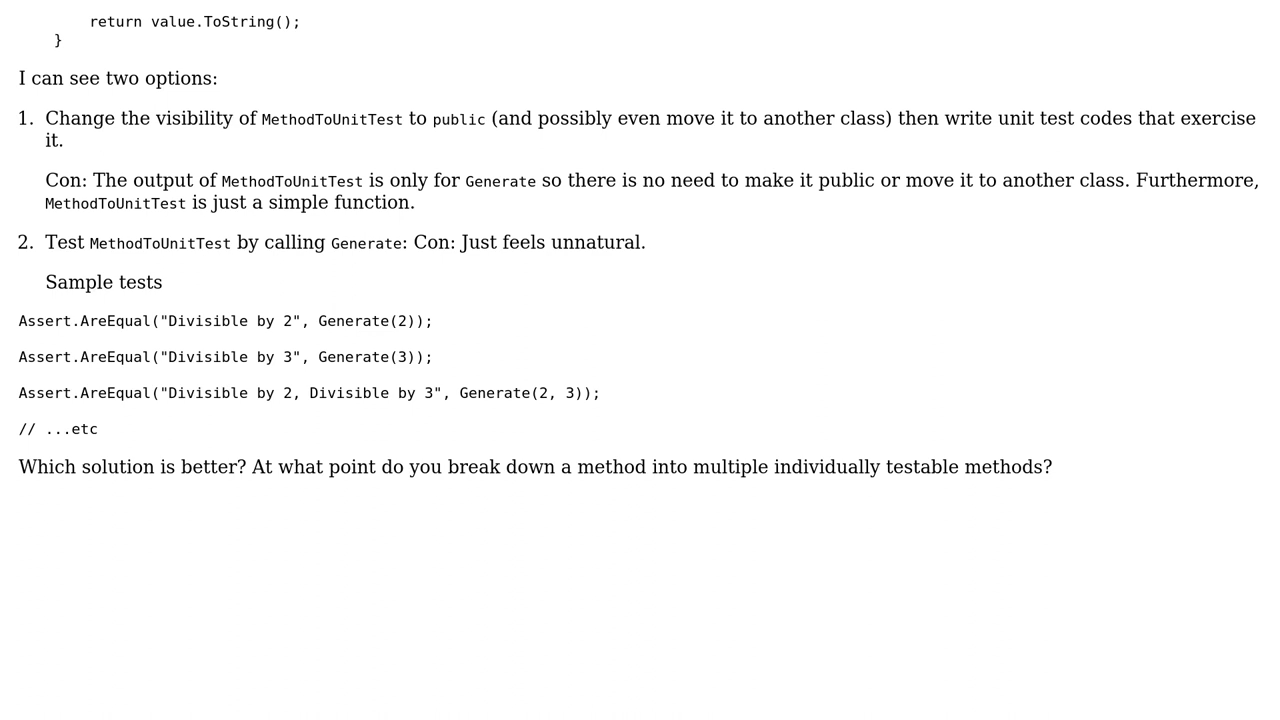 return value.ToString();
}
I can see two options:
1. Change the visibility of MethodToUnitTest to public (and possibly even move it to another class) then write unit test codes that exercise
it.
Con: The output of MethodToUnitTest is only for Generate so there is no need to make it public or move it to another class. Furthermore,
MethodToUnitTest is just a simple function.
2. Test MethodToUnitTest by calling Generate: Con: Just feels unnatural.
Sample tests
Assert.AreEqual("Divisible by 2", Generate(2));
Assert.AreEqual("Divisible by 3", Generate(3));
Assert.AreEqual("Divisible by 2, Divisible by 3", Generate(2, 3));
// ...etc
Which solution is better? At what point do you break down a method into multiple individually testable methods?